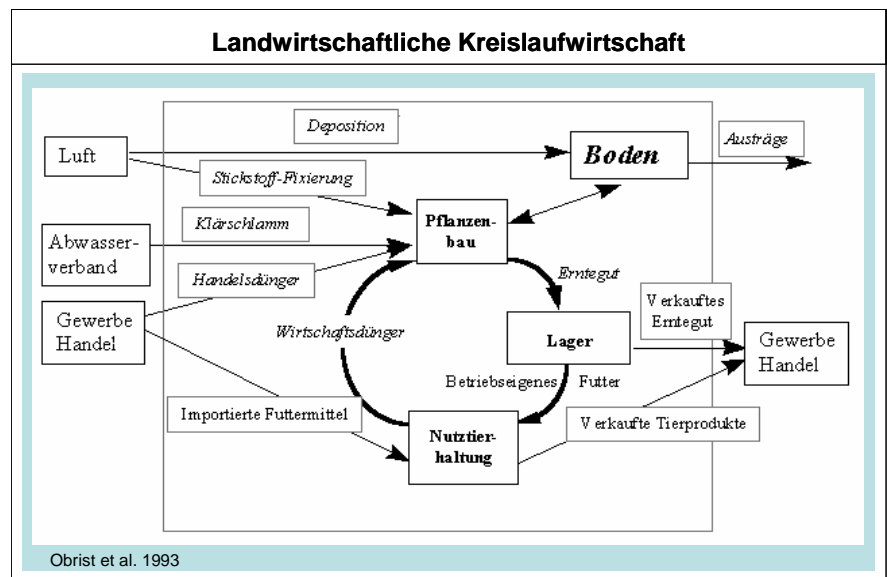 Landwirtschaftliche Kreislaufwirtschaft
Deposition
Luft
Boden
Austräge
Stickstoff-Fixierung
Klärschlamm
Pflanzen-
bau
Abwasser-
verband
Handelsdünger
Erntegut
Gewerbe
Handel
Wirtschaftsdünger
Lager
Verkauftes
Erntegut
Gewerbe
Handel
Betriebseigenes Futter
Importierte Futtermittel
Nutztier-
haltung
Verkaufte Tierprodukte
Obrist et al. 1993